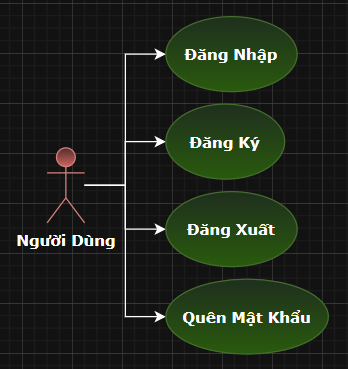 Đăng Nhập
Đăng Ký
Người Dùng
Đăng Xuất
Quên Mật Khẩu